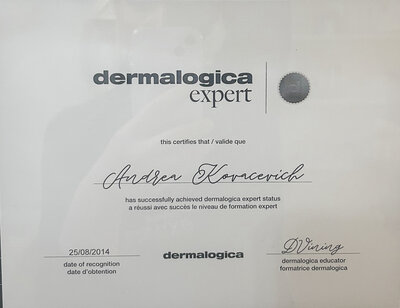 dermalogica
expert
this certifies that / valide que
Andrea Kovacevich
has successfully achieved dermalogica expert status
a réussi avec succès le niveau de formation expert
25/08/2014
date of recognition
date d'obtention
dermalogica
DVining
dermalogica educator
formatrice dermalogica